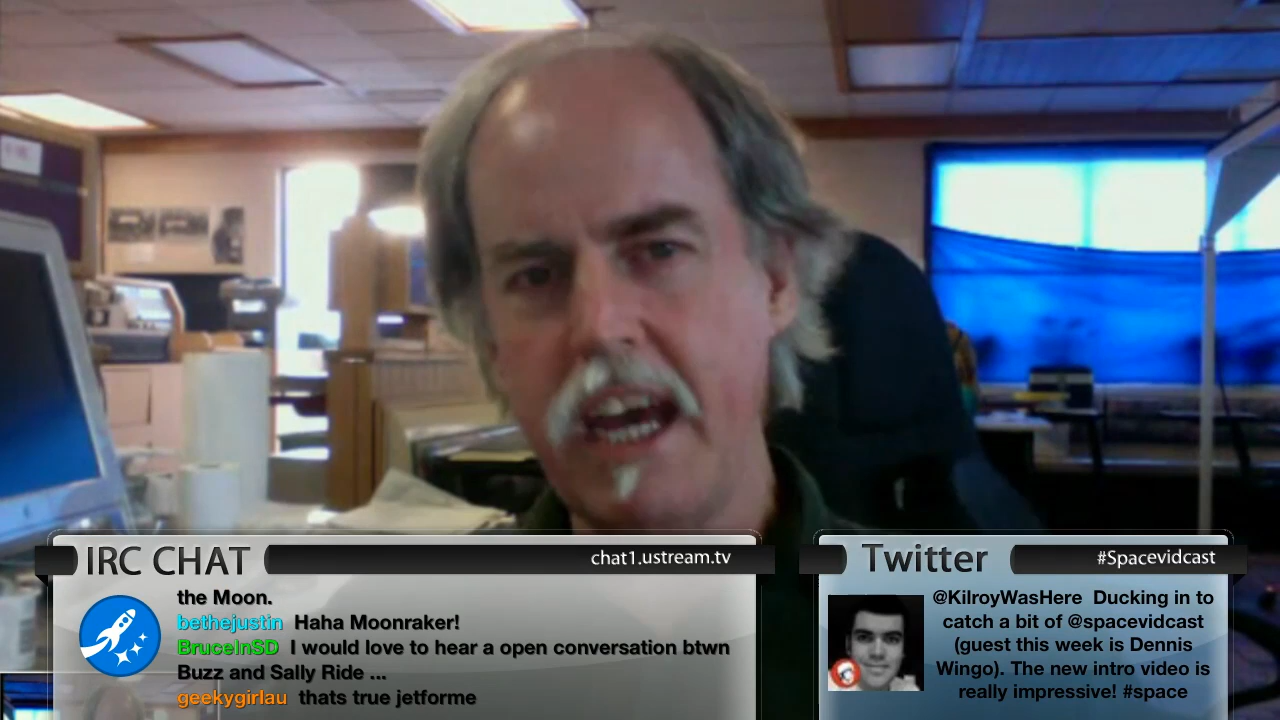 IRC CHAT
chat1.ustream.tv
the Moon.
bethejustin Haha Moonraker!
BruceInSD I would love to hear a open conversation btwn
Buzz and Sally Ride ...
geekygirlau thats true jetforme
Twitter
#Spacevidcast
@KilroyWasHere Ducking in to
catch a bit of @spacevidcast
(guest this week is Dennis
Wingo). The new intro video is
really impressive! #space